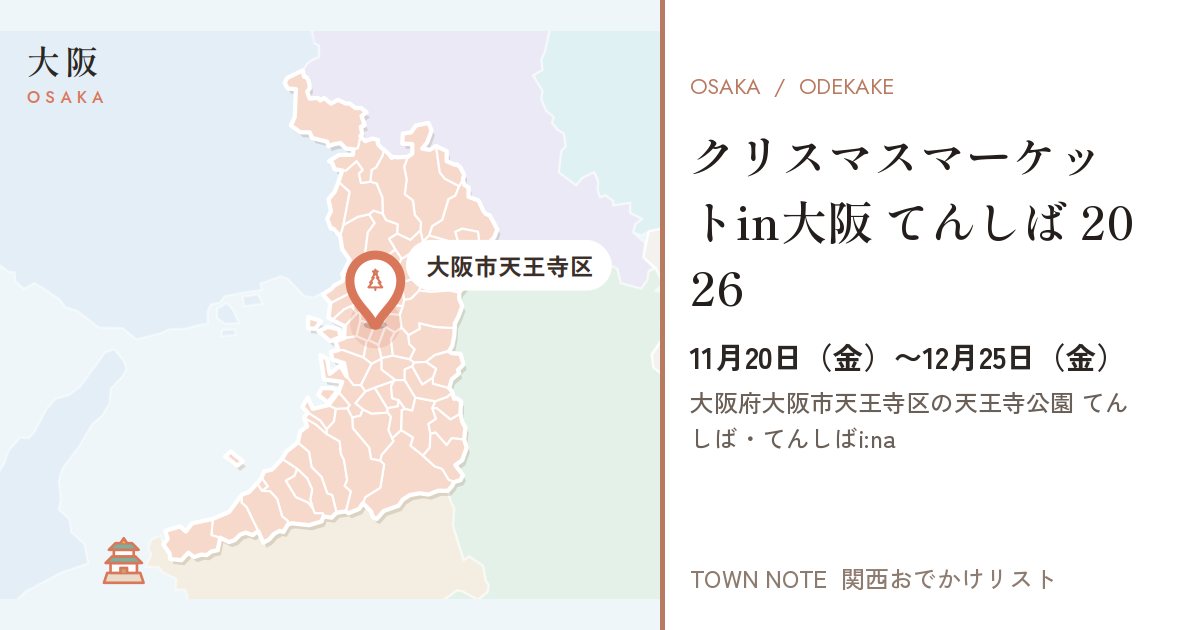 大阪
OSAKA
大阪市天王寺区
OSAKA / ODEKAKE
クリスマスマーケッ
トin大阪 てんしば 20
26
11月20日（金）〜12月25日（金）
大阪府大阪市天王寺区の天王寺公園 てん
しば・てんしばi:na
TOWN NOTE 関西おでかけリスト